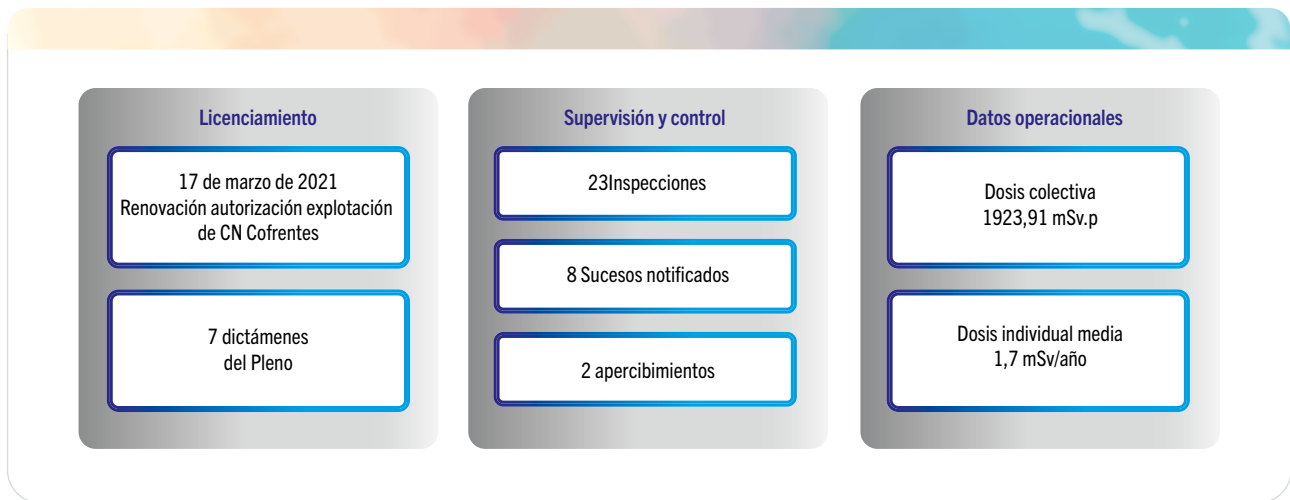 Licenciamiento
17 de marzo de 2021
Renovación autorización explotación
de CN Cofrentes
7 dictámenes
del Pleno
Supervisión y control
23Inspecciones
8 Sucesos notificados
2 apercibimientos
Datos operacionales
Dosis colectiva
1923,91 mSv.p
Dosis individual media
1,7 mSv/año